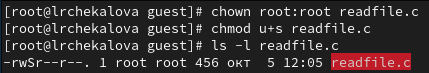 [root@lrchekalova guest]# chown root:root readfile.c
[root@lrchekalova guest]# chmod u+s readfile.c
[root@lrchekalova guest]# ls -l readfile.c
-rwSr--r--. 1 root root 456 окт  5 12:05 readfile.c